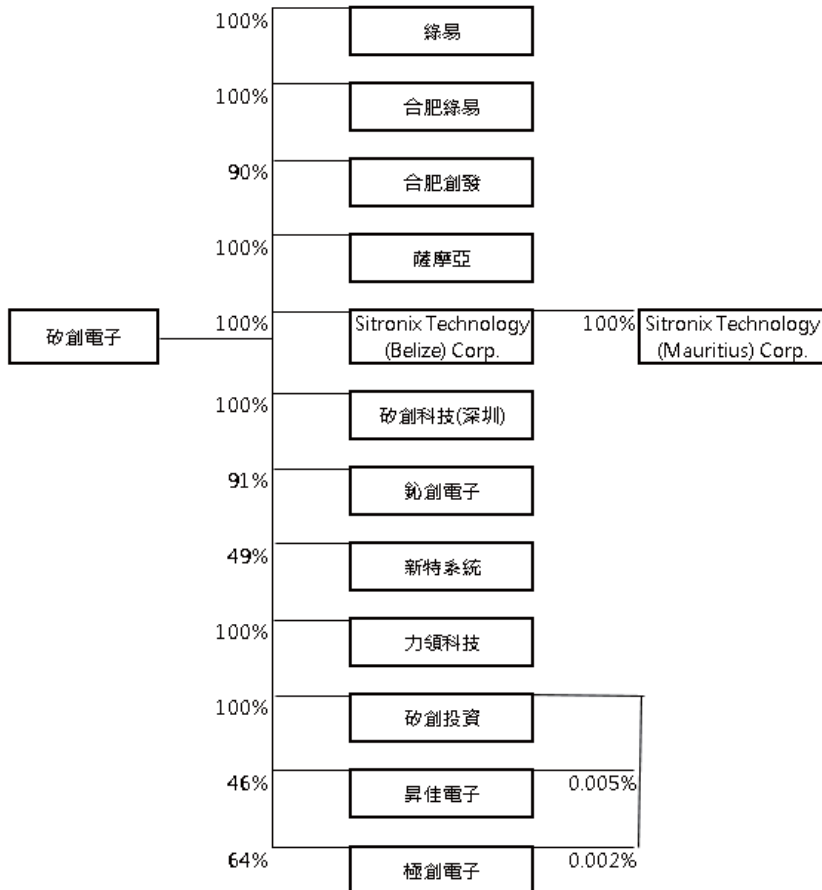 100%
綠易
100%
合肥綠易
90%
合肥創發
100%
薩摩亞
矽創電子
100%
Sitronix Technology
(Belize) Corp.
100%
Sitronix Technology
(Mauritius) Corp.
100%
矽創科技(深圳)
91%
鈊創電子
49%
新特系統
100%
力領科技
100%
矽創投資
46%
昇佳電子
0.005%
64%
極創電子
0.002%